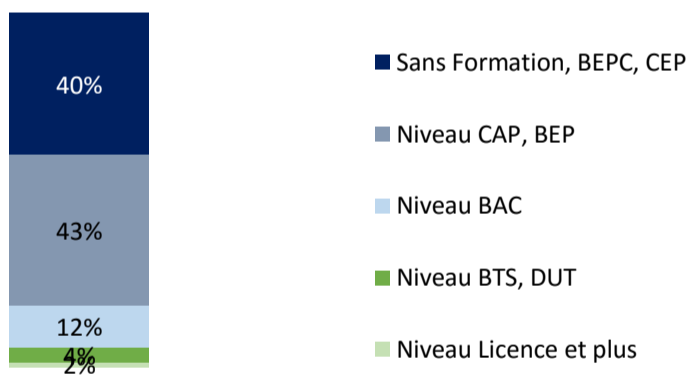 40%
43%
12%
4%
2%
Sans Formation, BEPC, CEP
Niveau CAP, BEP
Niveau BAC
Niveau BTS, DUT
Niveau Licence et plus